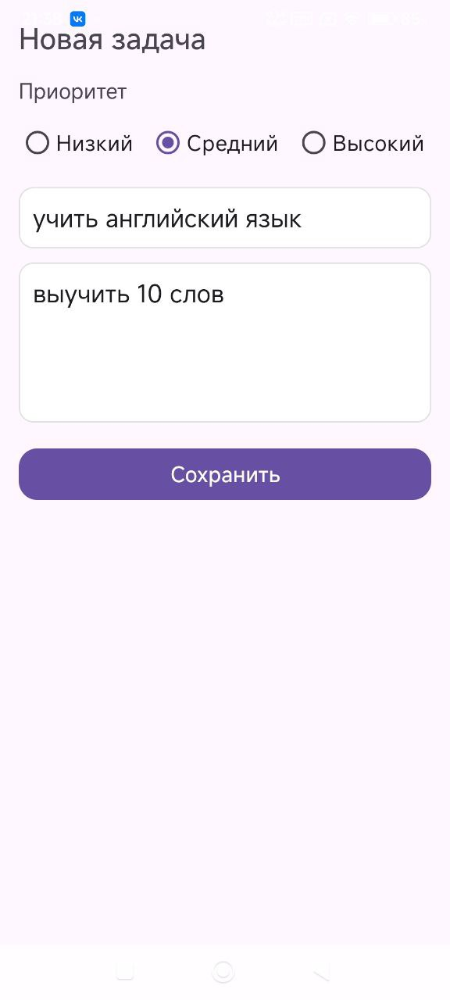 Новая задача
Приоритет
Низкий Средний Высокий
учить английский язык
выучить 10 слов
Сохранить